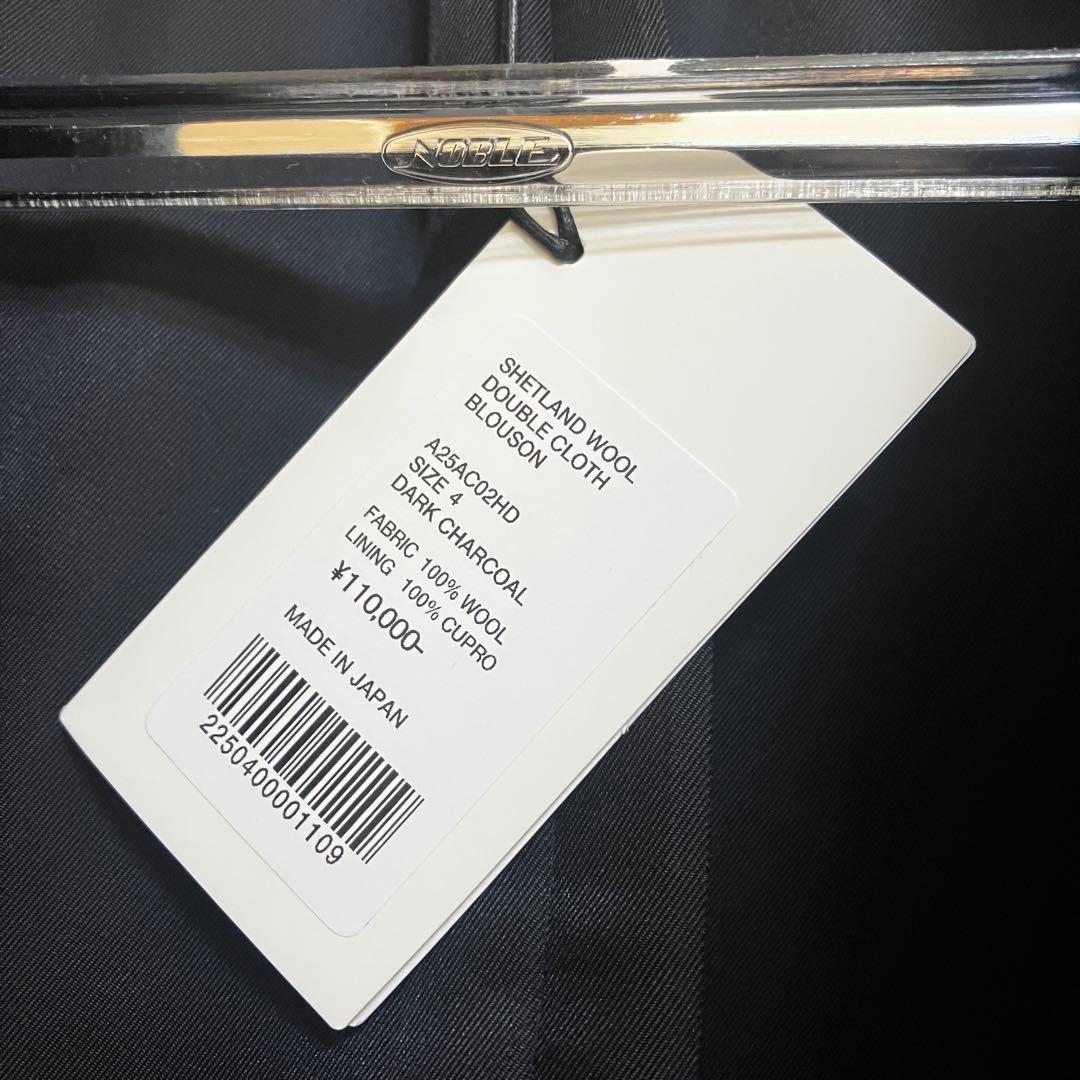 NOBLE
SHETLAND WOOL
DOUBLE CLOTH
BLOUSON
A25AC02HD
SIZE 4
DARK CHARCOAL
FABRIC 100% WOOL
LINING 100% CUPRO
¥110,000-
MADE IN JAPAN
2250400001109